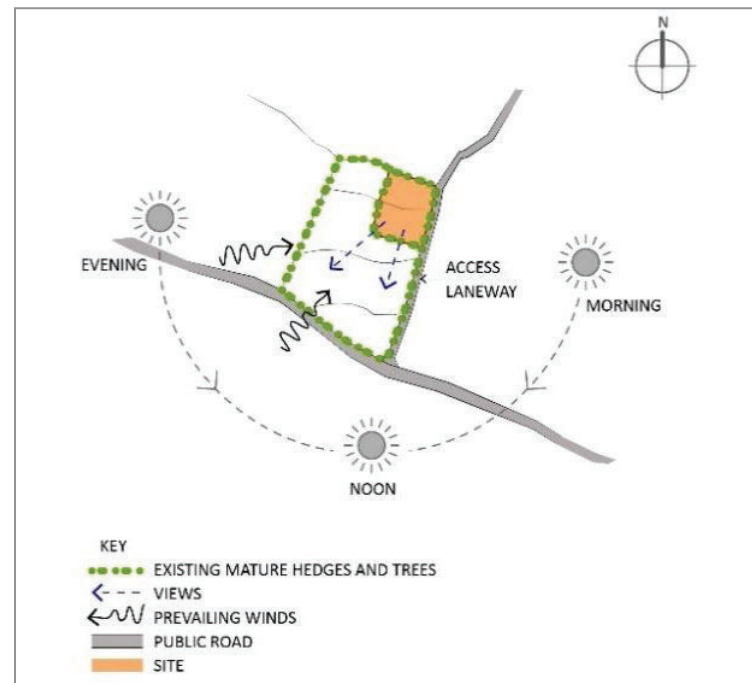 N
EVENING
ACCESS
LANEWAY
MORNING
NOON
KEY
EXISTING MATURE HEDGES AND TREES
VIEWS
PREVAILING WINDS
PUBLIC ROAD
SITE